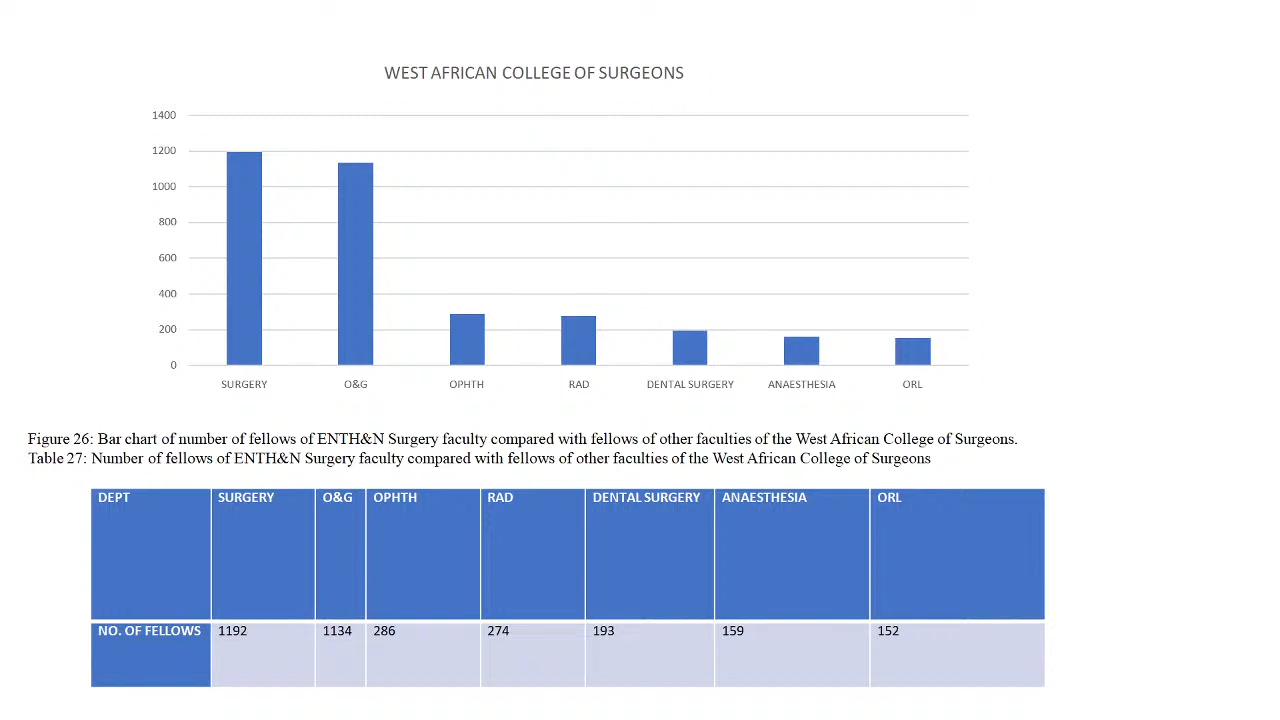 WEST AFRICAN COLLEGE OF SURGEONS
1400
1200
1000
800
600
400
200
0
SURGERY O&G OPHTH RAD DENTAL SURGERY ANAESTHESIA ORL
Figure 26: Bar chart of number of fellows of ENTH&N Surgery faculty compared with fellows of other faculties of the West African College of Surgeons.
Table 27: Number of fellows of ENTH&N Surgery faculty compared with fellows of other faculties of the West African College of Surgeons
DEPT SURGERY O&G OPHTH RAD DENTAL SURGERY ANAESTHESIA ORL
NO. OF FELLOWS 1192 1134 286 274 193 159 152